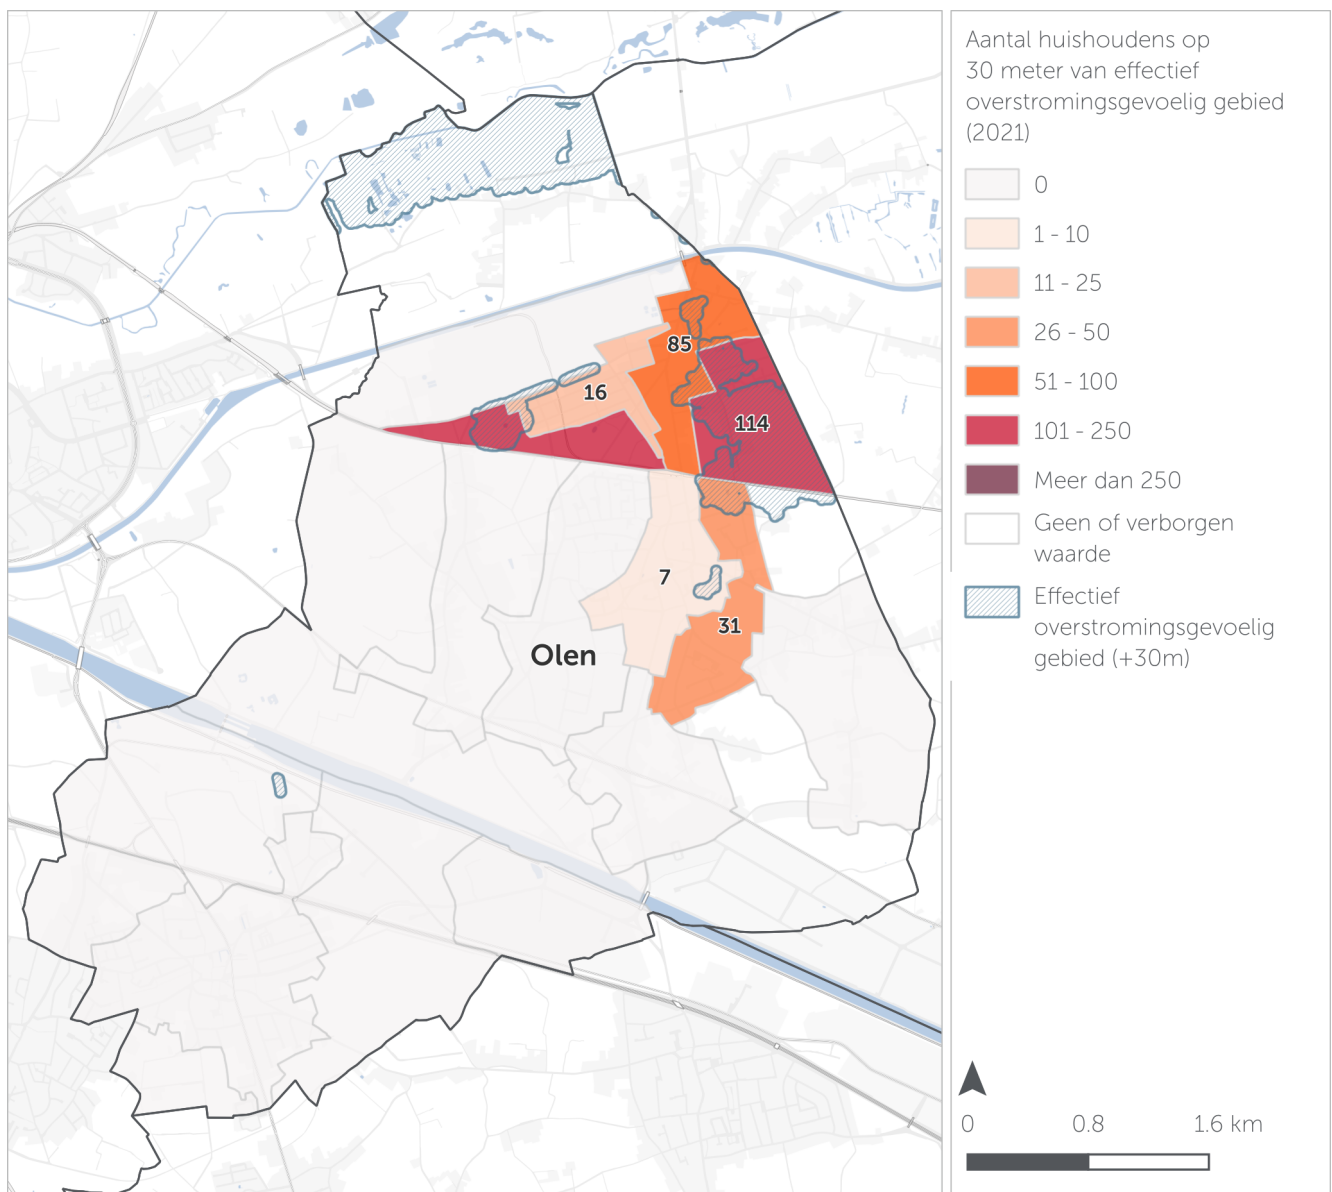 Aantal huishoudens op
30 meter van effectief
overstromingsgevoelig gebied
(2021)
0
1 - 10
11 - 25
26 - 50
51 - 100
101 - 250
Meer dan 250
Geen of verborgen
waarde
Effectief
overstromingsgevoelig
gebied (+30m)
85
16
114
7
31
Olen
0 0.8 1.6 km